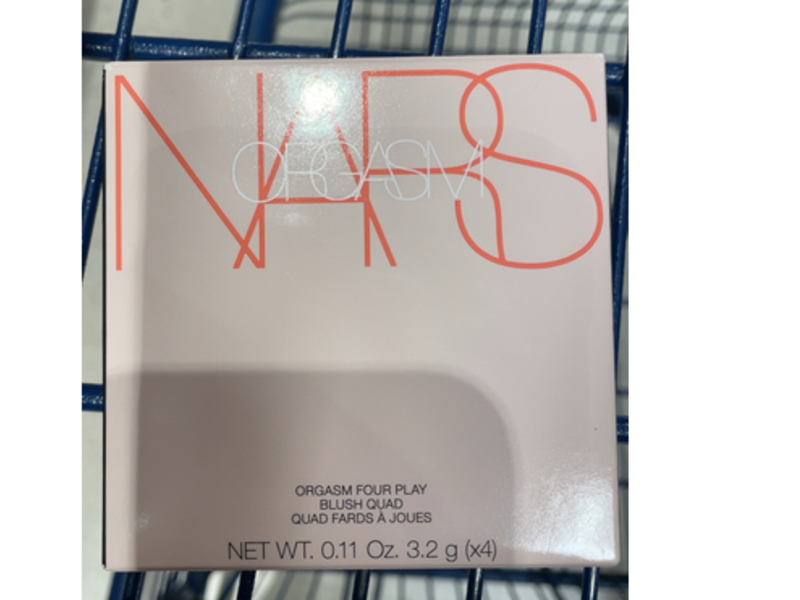 NARS
ORGASM
ORGASM FOUR PLAY
BLUSH QUAD
QUAD FARDS À JOUES
NET WT. 0.11 Oz. 3.2 g (x4)